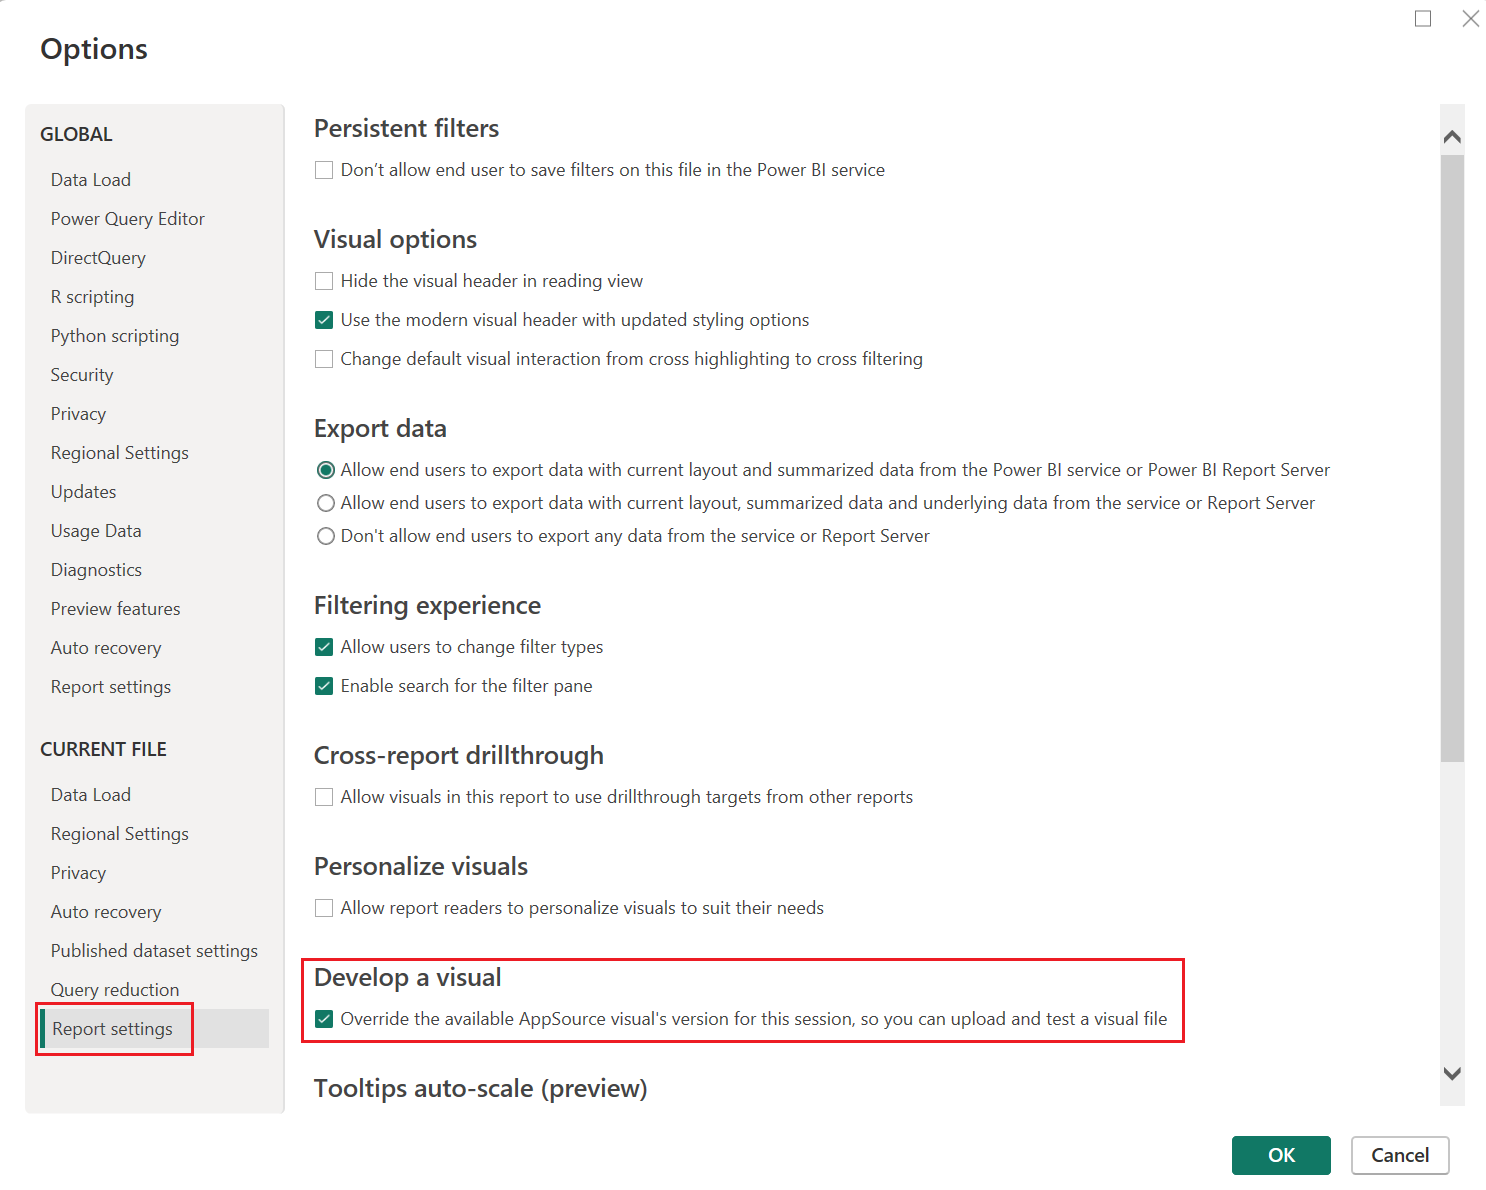 Options
GLOBAL
Data Load
Power Query Editor
DirectQuery
R scripting
Python scripting
Security
Privacy
Regional Settings
Updates
Usage Data
Diagnostics
Preview features
Auto recovery
Report settings
CURRENT FILE
Data Load
Regional Settings
Privacy
Auto recovery
Published dataset settings
Query reduction
Report settings
Persistent filters
Don’t allow end user to save filters on this file in the Power BI service
Visual options
Hide the visual header in reading view
Use the modern visual header with updated styling options
Change default visual interaction from cross highlighting to cross filtering
Export data
Allow end users to export data with current layout and summarized data from the Power BI service or Power BI Report Server
Allow end users to export data with current layout, summarized data and underlying data from the service or Report Server
Don't allow end users to export any data from the service or Report Server
Filtering experience
Allow users to change filter types
Enable search for the filter pane
Cross-report drillthrough
Allow visuals in this report to use drillthrough targets from other reports
Personalize visuals
Allow report readers to personalize visuals to suit their needs
Develop a visual
Override the available AppSource visual's version for this session, so you can upload and test a visual file
Tooltips auto-scale (preview)
OK
Cancel